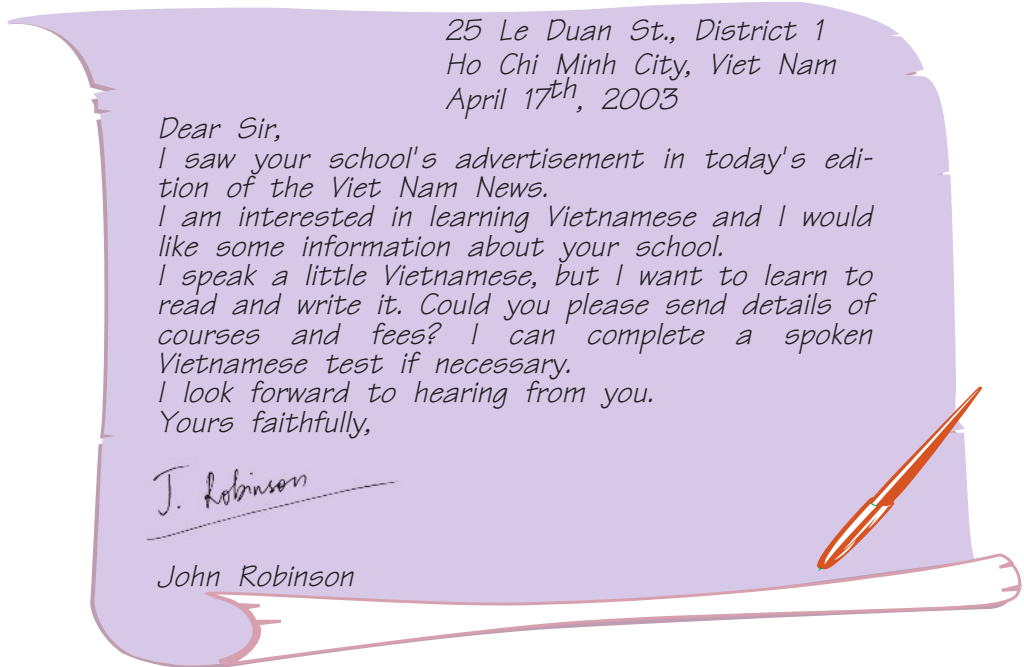 25 Le Duan St., District 1
Ho Chi Minh City, Viet Nam
April 17th, 2003
Dear Sir,
I saw your school's advertisement in today's edi-
tion of the Viet Nam News.
I am interested in learning Vietnamese and I would
like some information about your school.
I speak a little Vietnamese, but I want to learn to
read and write it. Could you please send details of
courses and fees? I can complete a spoken
Vietnamese test if necessary.
I look forward to hearing from you.
Yours faithfully,
J. Robinson
John Robinson